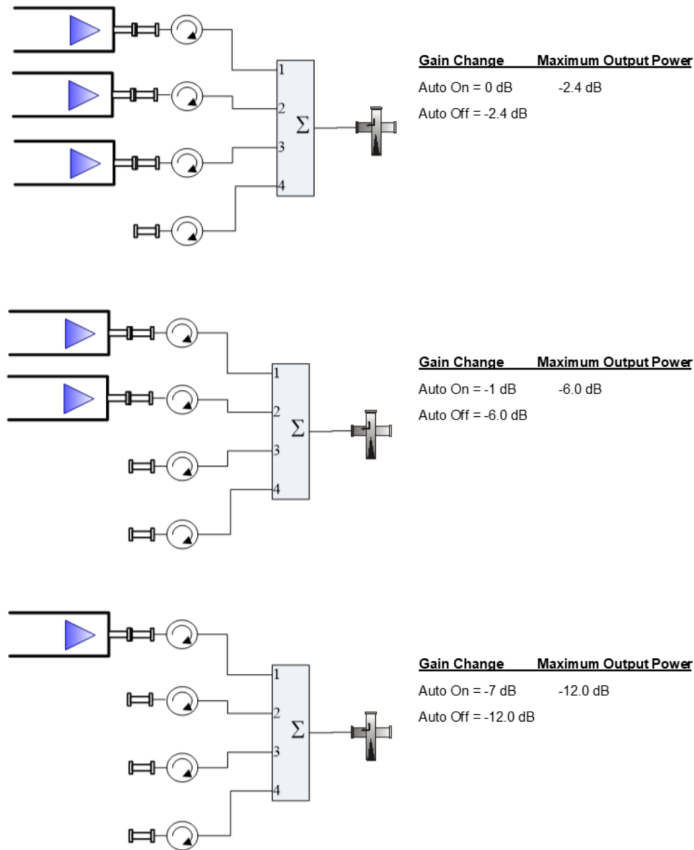 1
2
3
4
Σ
Gain Change Maximum Output Power
Auto On = 0 dB -2.4 dB
Auto Off = -2.4 dB
1
2
3
4
Σ
Gain Change Maximum Output Power
Auto On = -1 dB -6.0 dB
Auto Off = -6.0 dB
1
2
3
4
Σ
Gain Change Maximum Output Power
Auto On = -7 dB -12.0 dB
Auto Off = -12.0 dB